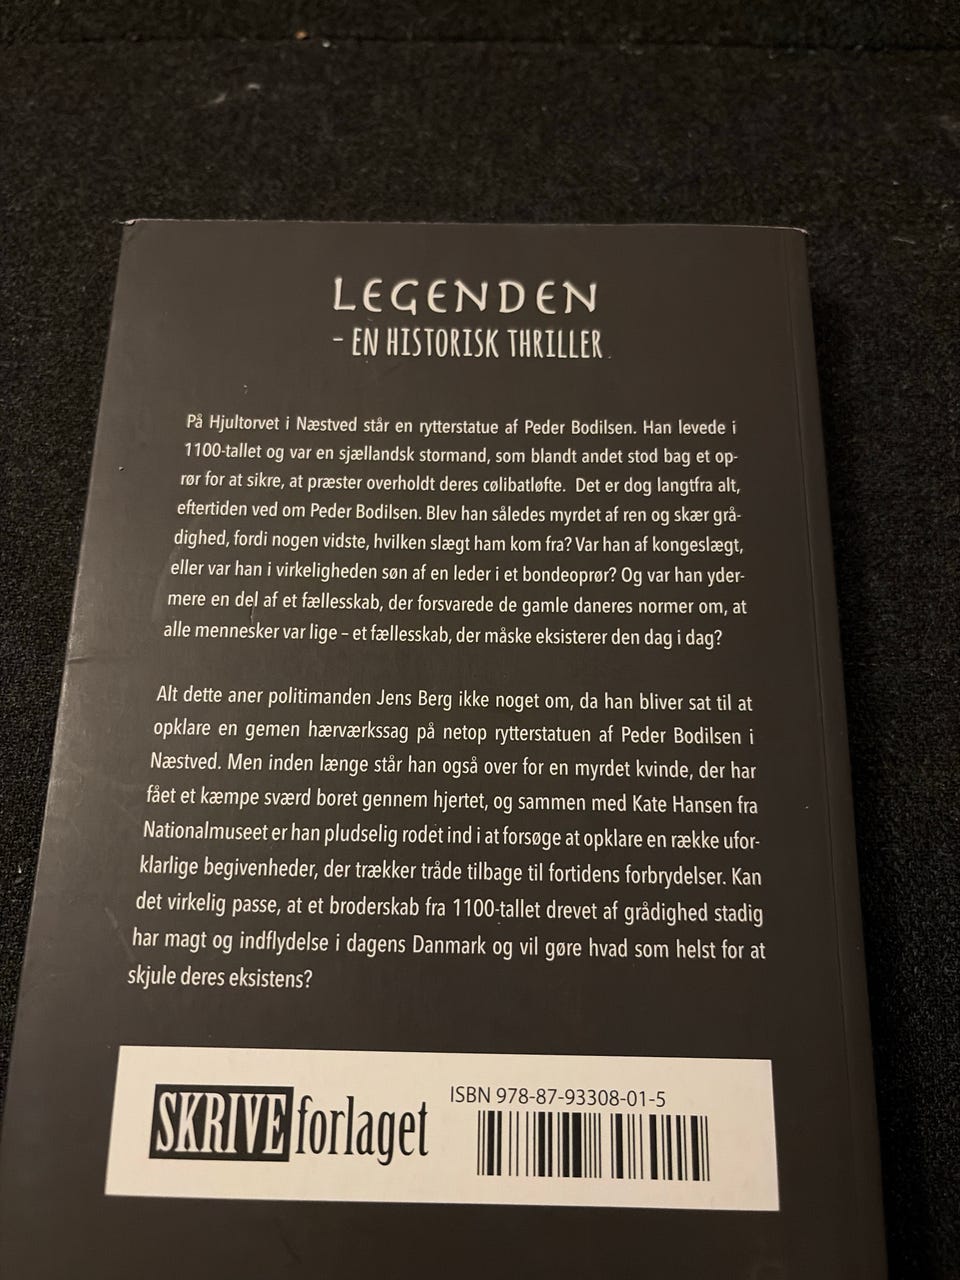 LEGENDEN
- EN HISTORISK THRILLER
På Hjultorvet i Næstved står en rytterstatue af Peder Bodilsen. Han levede i
1100-tallet og var en sjællandsk stormand, som blandt andet stod bag et op-
rør for at sikre, at præster overholdt deres cølibatløfte. Det er dog langtfra alt,
eftertiden ved om Peder Bodilsen. Blev han således myrdet af ren og skær grå-
dighed, fordi nogen vidste, hvilken slægt ham kom fra? Var han af kongeslægt,
eller var han i virkeligheden søn af en leder i et bondeoprør? Og var han yder-
mere en del af et fællesskab, der forsvarede de gamle daneres normer om, at
alle mennesker var lige – et fællesskab, der måske eksisterer den dag i dag?
Alt dette aner politimanden Jens Berg ikke noget om, da han bliver sat til at
opklare en gemen hærværkssag på netop rytterstatuen af Peder Bodilsen i
Næstved. Men inden længe står han også over for en myrdet kvinde, der har
fået et kæmpe sværd boret gennem hjertet, og sammen med Kate Hansen fra
Nationalmuseet er han pludselig rodet ind i at forsøge at opklare en række ufor-
klarlige begivenheder, der trækker tråde tilbage til fortidens forbrydelser. Kan
det virkelig passe, at et broderskab fra 1100-tallet drevet af grådighed stadig
har magt og indflydelse i dagens Danmark og vil gøre hvad som helst for at
skjule deres eksistens?
SKRIVEforlaget
ISBN 978-87-93308-01-5